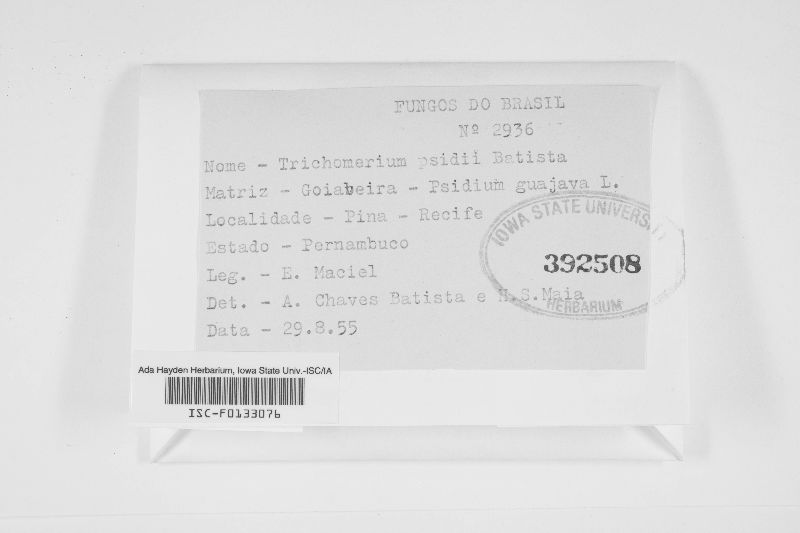 FUNGOS DO BRASIL
Nº 2936
Nome - Trichomerium psidii Batista
Matriz - Goiabeira - Psidium guajava L.
Localidade - Pina - Recife
Estado - Pernambuco
Leg. - E. Maciel
Det. - A. Chaves Batista e H.S.Maia
Data - 29.8.55
IOWA STATE UNIVERSITY
392508
HERBARIUM
Ada Hayden Herbarium, Iowa State Univ.-ISC/IA
ISC-F0133076